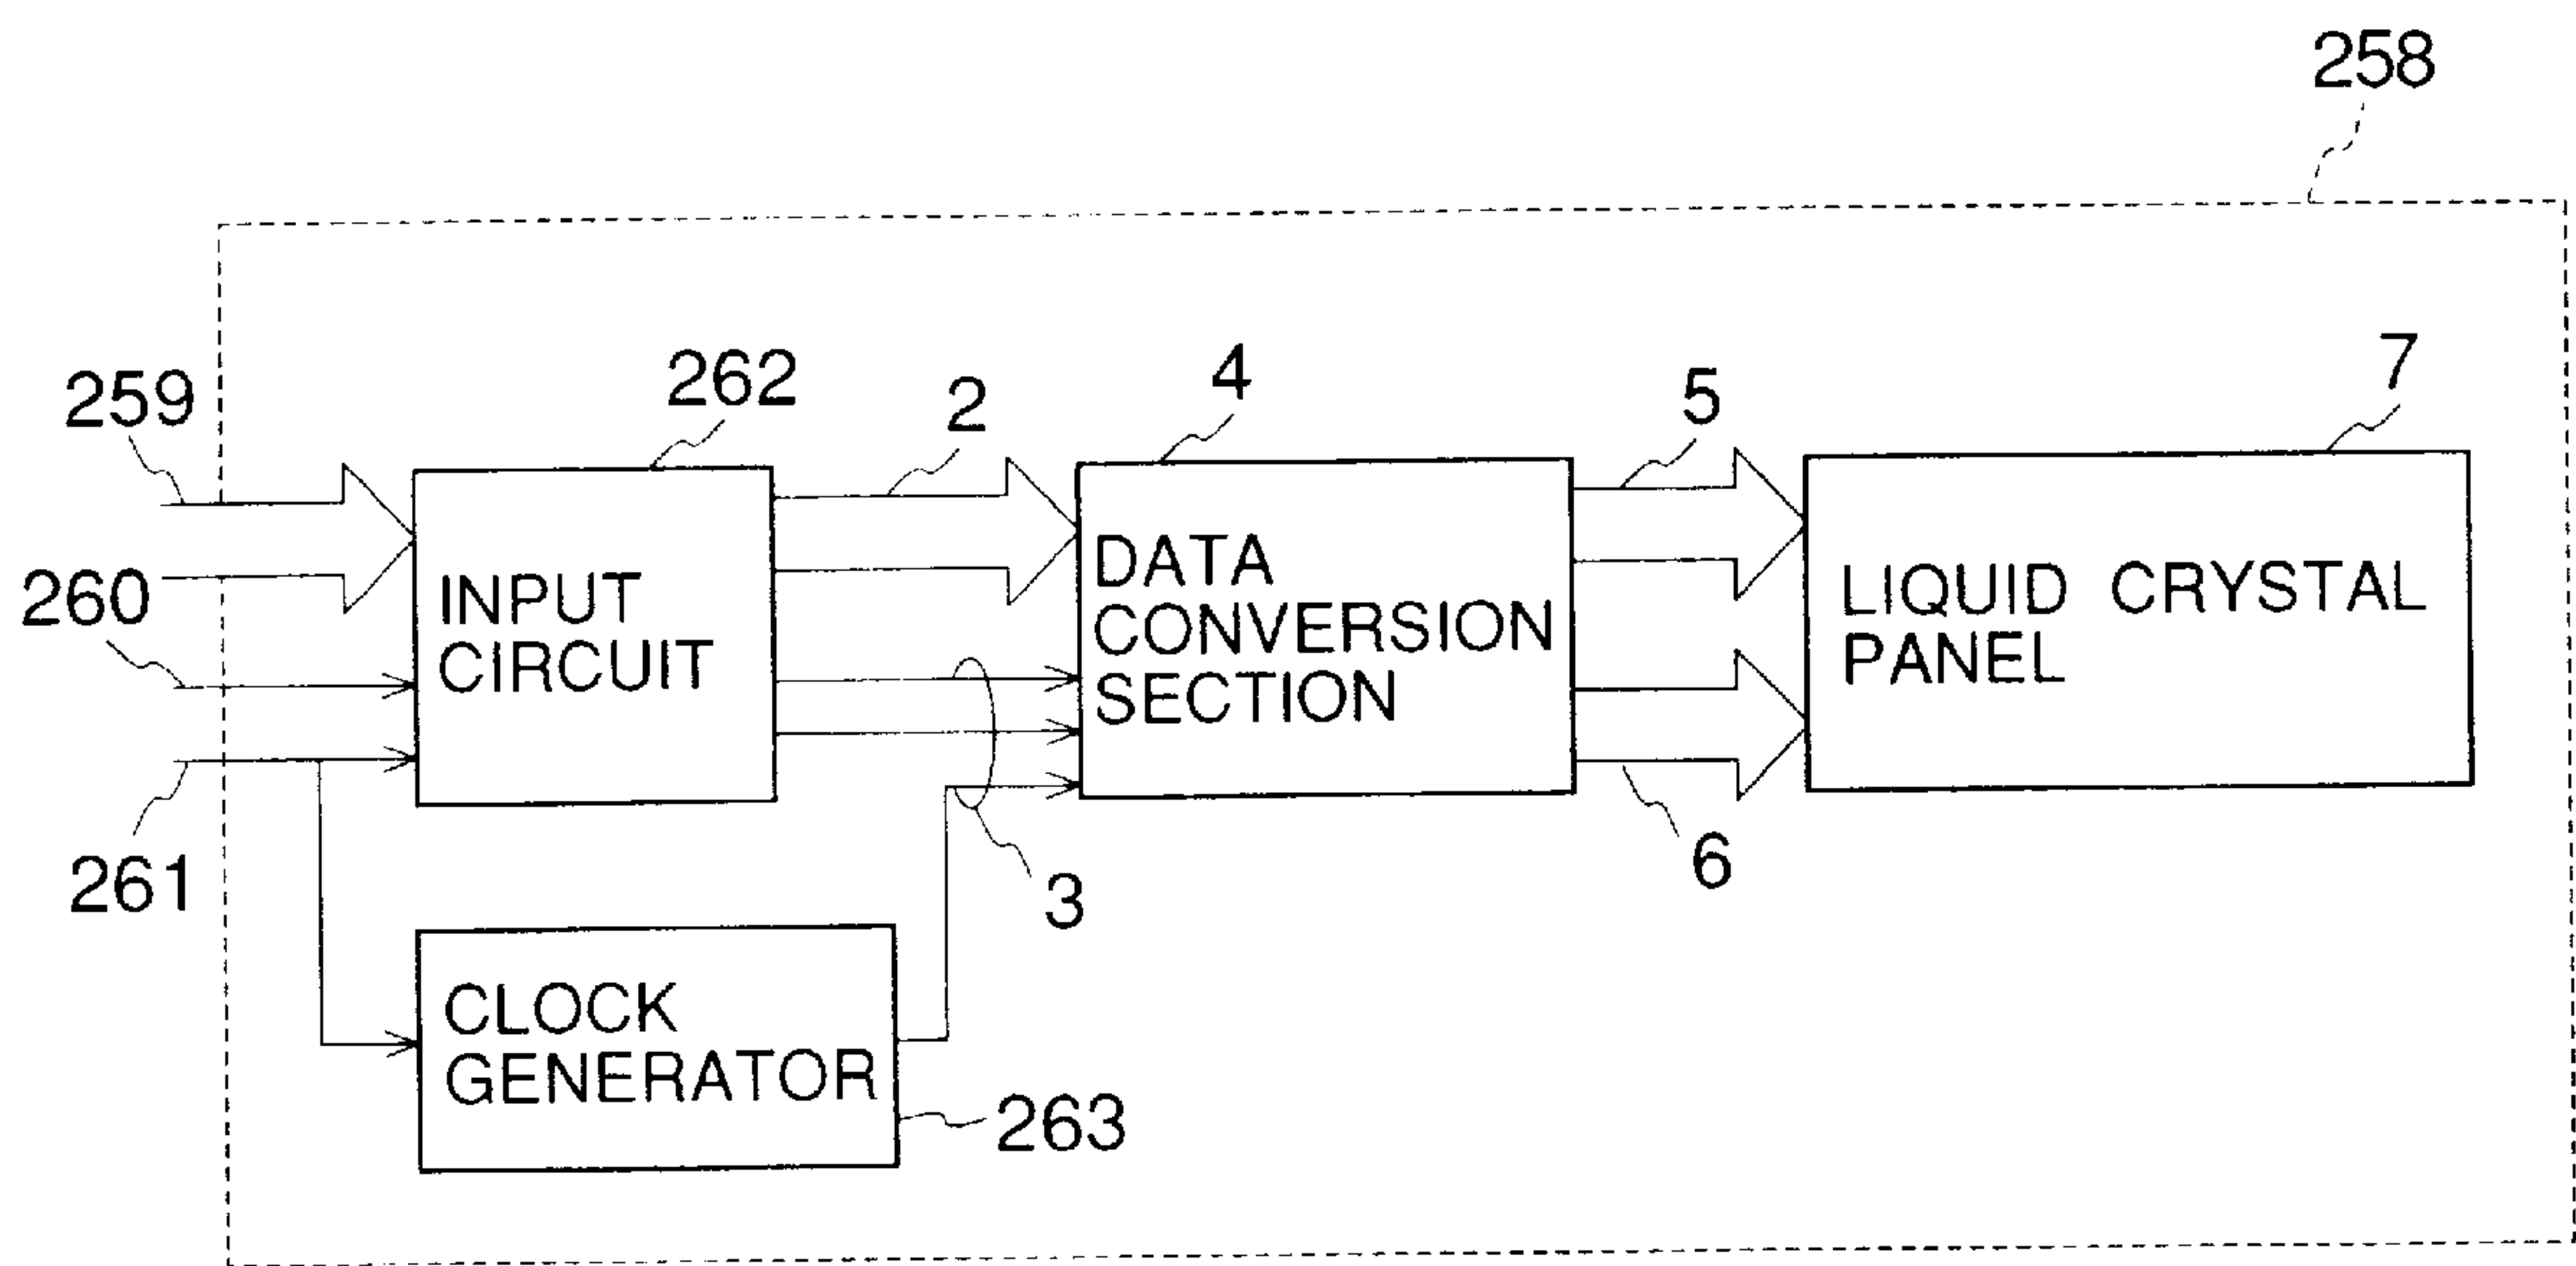 258
259
262
2
4
5
7
260
INPUT
CIRCUIT
DATA
CONVERSION
SECTION
LIQUID CRYSTAL
PANEL
261
3
6
CLOCK
GENERATOR
263